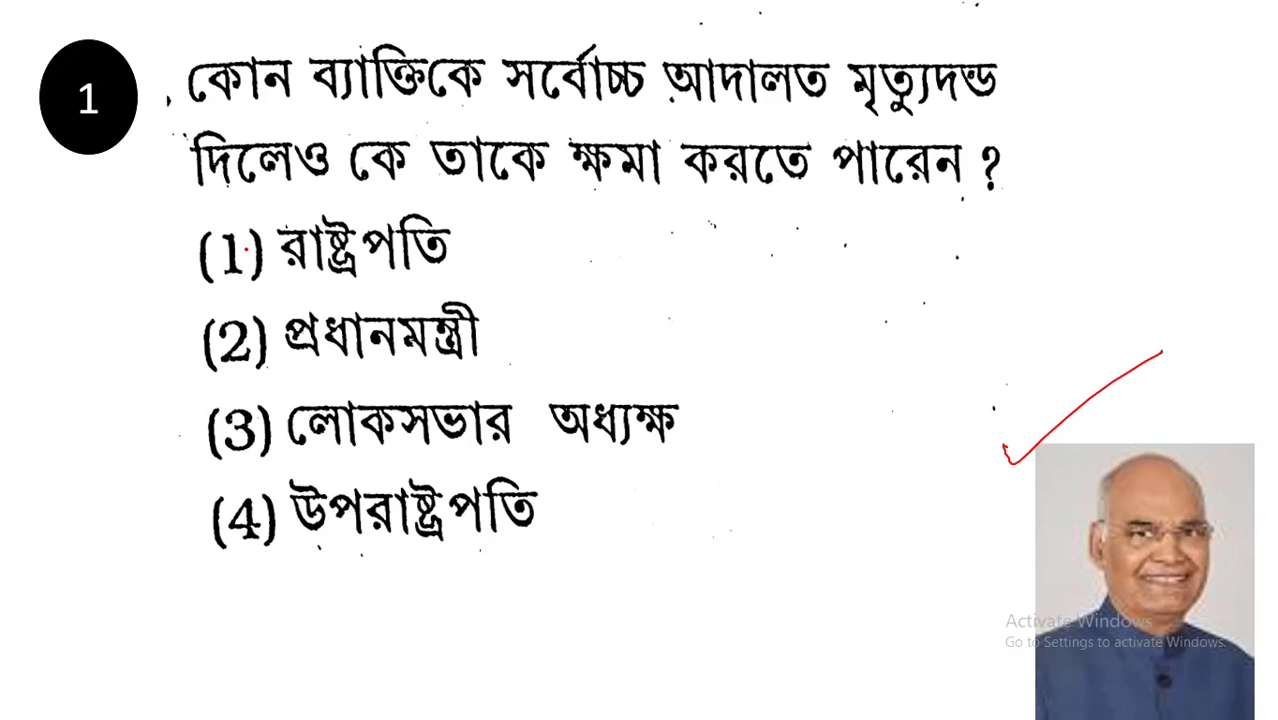 1
কোন ব্যাক্তিকে সর্বোচ্চ আদালত মৃত্যুদন্ড
দিলেও কে তাকে ক্ষমা করতে পারেন ?
(1) রাষ্ট্রপতি
(2) প্রধানমন্ত্রী
(3) লোকসভার অধ্যক্ষ
(4) উপরাষ্ট্রপতি
Activate Windows
Go to Settings to activate Windows.